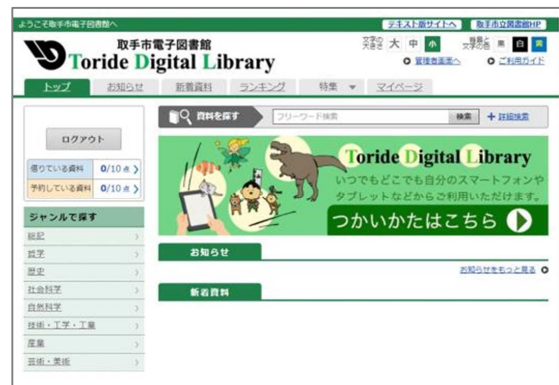 ようこそ取手市電子図書館へ
テキスト版サイトへ 取手市立図書館HP
取手市電子図書館
Toride Digital Library
文字の大きさ 大 中 小 背景と文字の色 黒 白 黄
管理者画面へ ご利用ガイド
トップ お知らせ 新着資料 ランキング 特集 ▼ マイページ
資料を探す フリーワード検索 検索 + 詳細検索
ログアウト
借りている資料 0/10 点
予約している資料 0/10 点
Toride Digital Library
いつでもどこでも自分のスマートフォンや
タブレットなどからご利用いただけます。
つかいかたはこちら
ジャンルで探す
総記
哲学
歴史
社会科学
自然科学
技術・工学・工業
産業
芸術・美術
お知らせ
お知らせをもっと見る
新着資料